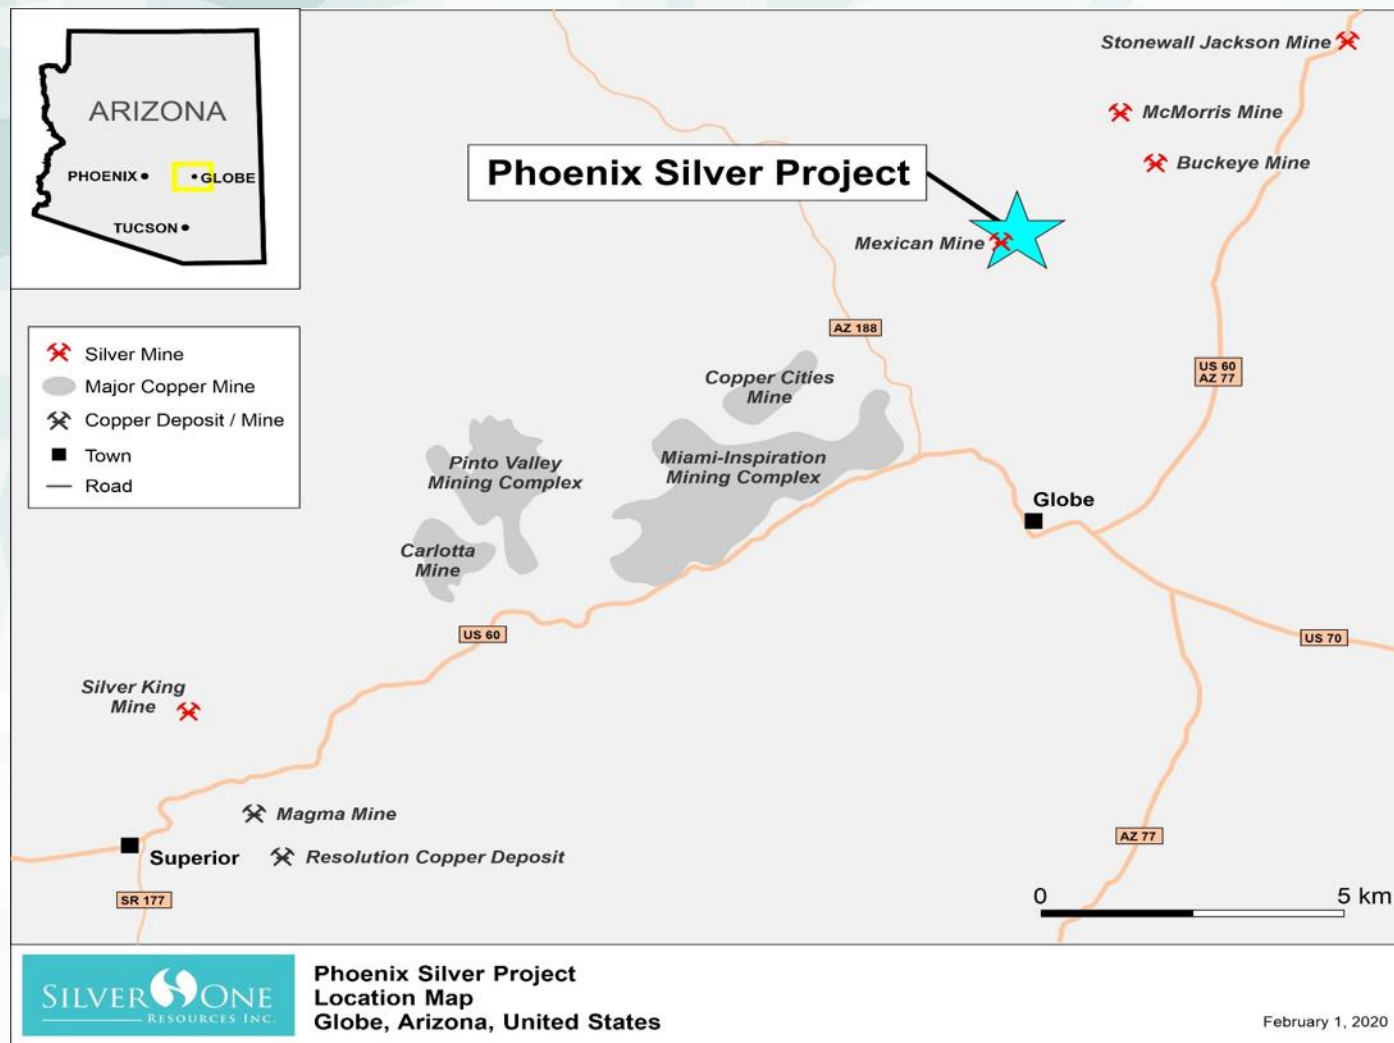 ARIZONA
PHOENIX
GLOBE
TUCSON
Stonewall Jackson Mine
McMorris Mine
Buckeye Mine
Phoenix Silver Project
Mexican Mine
AZ 188
US 60
AZ 77
Silver Mine
Major Copper Mine
Copper Deposit / Mine
Town
Road
Copper Cities
Mine
Pinto Valley
Mining Complex
Miami-Inspiration
Mining Complex
Globe
Carlotta
Mine
US 60
US 70
Silver King
Mine
Magma Mine
Superior
Resolution Copper Deposit
AZ 77
SR 177
0 5 km
SILVER ONE
RESOURCES INC.
Phoenix Silver Project
Location Map
Globe, Arizona, United States
February 1, 2020